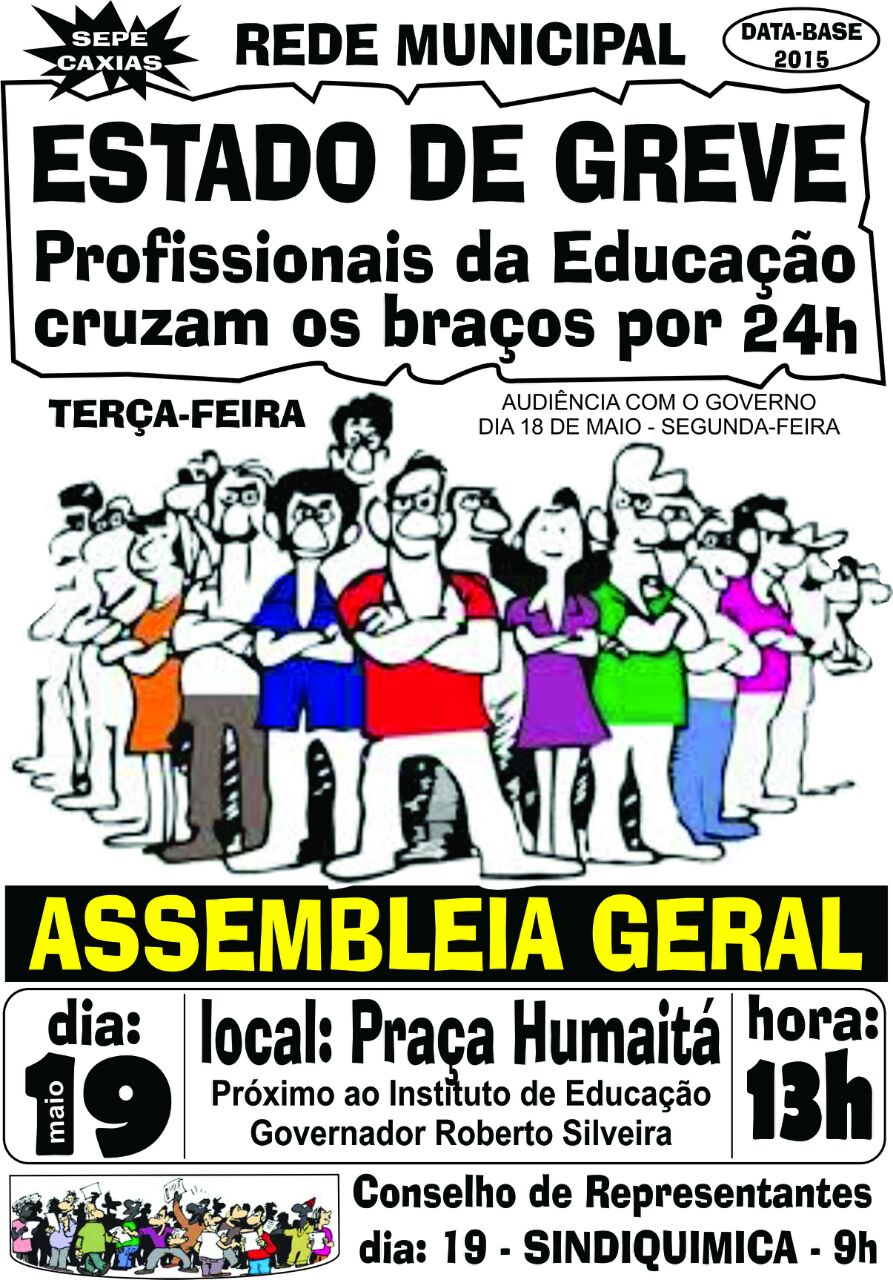 SEPE
CAXIAS
REDE MUNICIPAL
DATA-BASE
2015
ESTADO DE GREVE
Profissionais da Educação
cruzam os braços por 24h
TERÇA-FEIRA
AUDIÊNCIA COM O GOVERNO
DIA 18 DE MAIO - SEGUNDA-FEIRA
ASSEMBLEIA GERAL
dia:
19
maio
local: Praça Humaitá
Próximo ao Instituto de Educação
Governador Roberto Silveira
hora:
13h
Conselho de Representantes
dia: 19 - SINDIQUIMICA - 9h